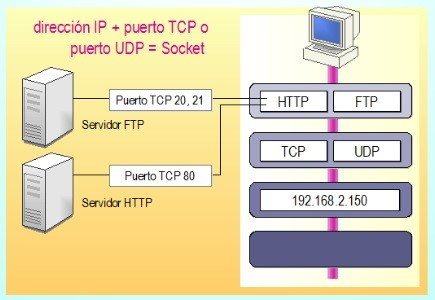 dirección IP + puerto TCP o
puerto UDP = Socket
Puerto TCP 20, 21
Servidor FTP
Puerto TCP 80
Servidor HTTP
HTTP FTP
TCP UDP
192.168.2.150